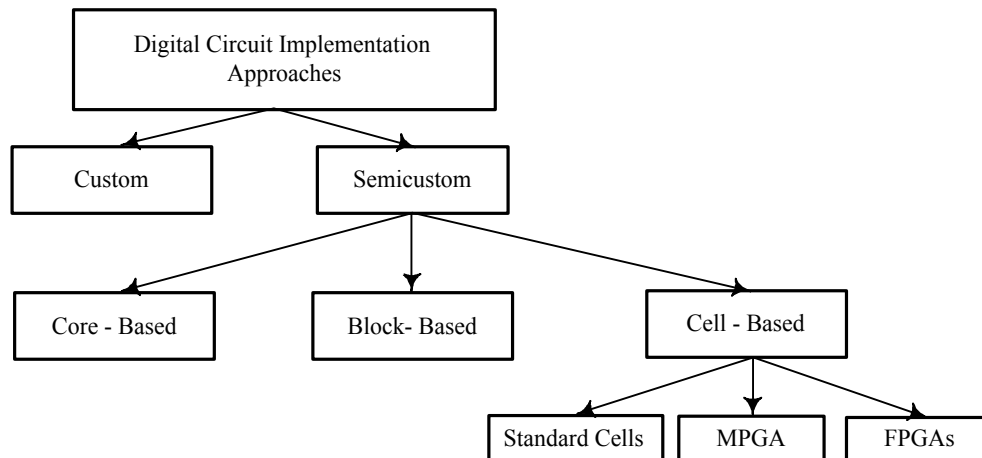 Digital Circuit Implementation
Approaches
Custom
Semicustom
Core - Based
Block- Based
Cell - Based
Standard Cells
MPGA
FPGAs